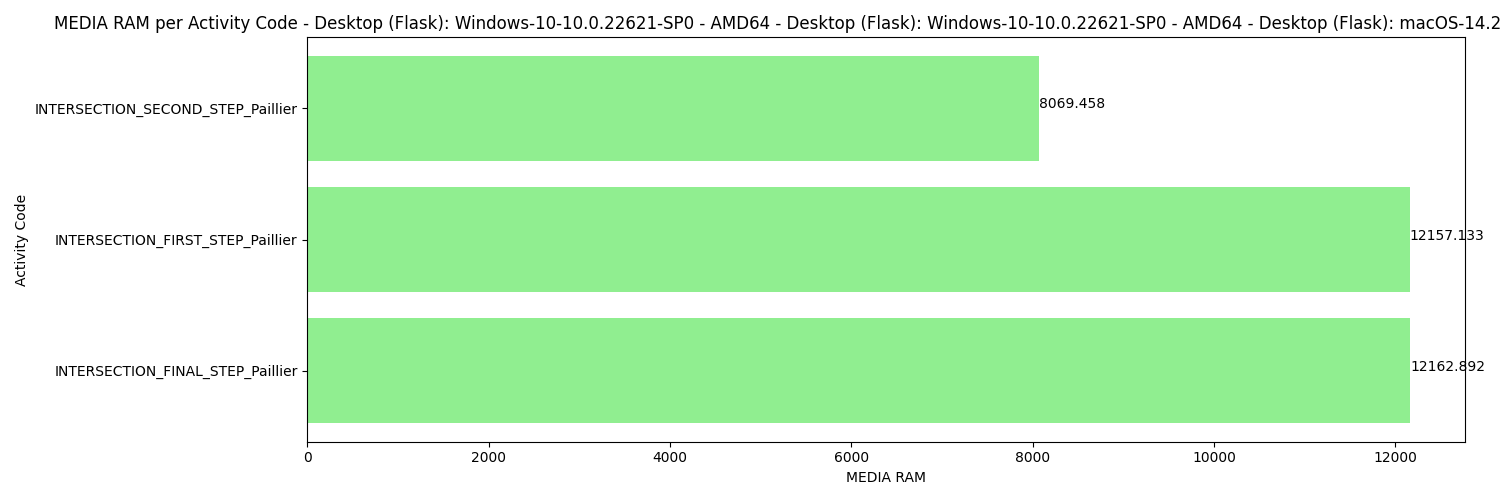 MEDIA RAM per Activity Code - Desktop (Flask): Windows-10-10.0.22621-SP0 - AMD64 - Desktop (Flask): Windows-10-10.0.22621-SP0 - AMD64 - Desktop (Flask): macOS-14.2
INTERSECTION_SECOND_STEP_Paillier
8069.458
INTERSECTION_FIRST_STEP_Paillier
12157.133
INTERSECTION_FINAL_STEP_Paillier
12162.892
Activity Code
0 2000 4000 6000 8000 10000 12000
MEDIA RAM